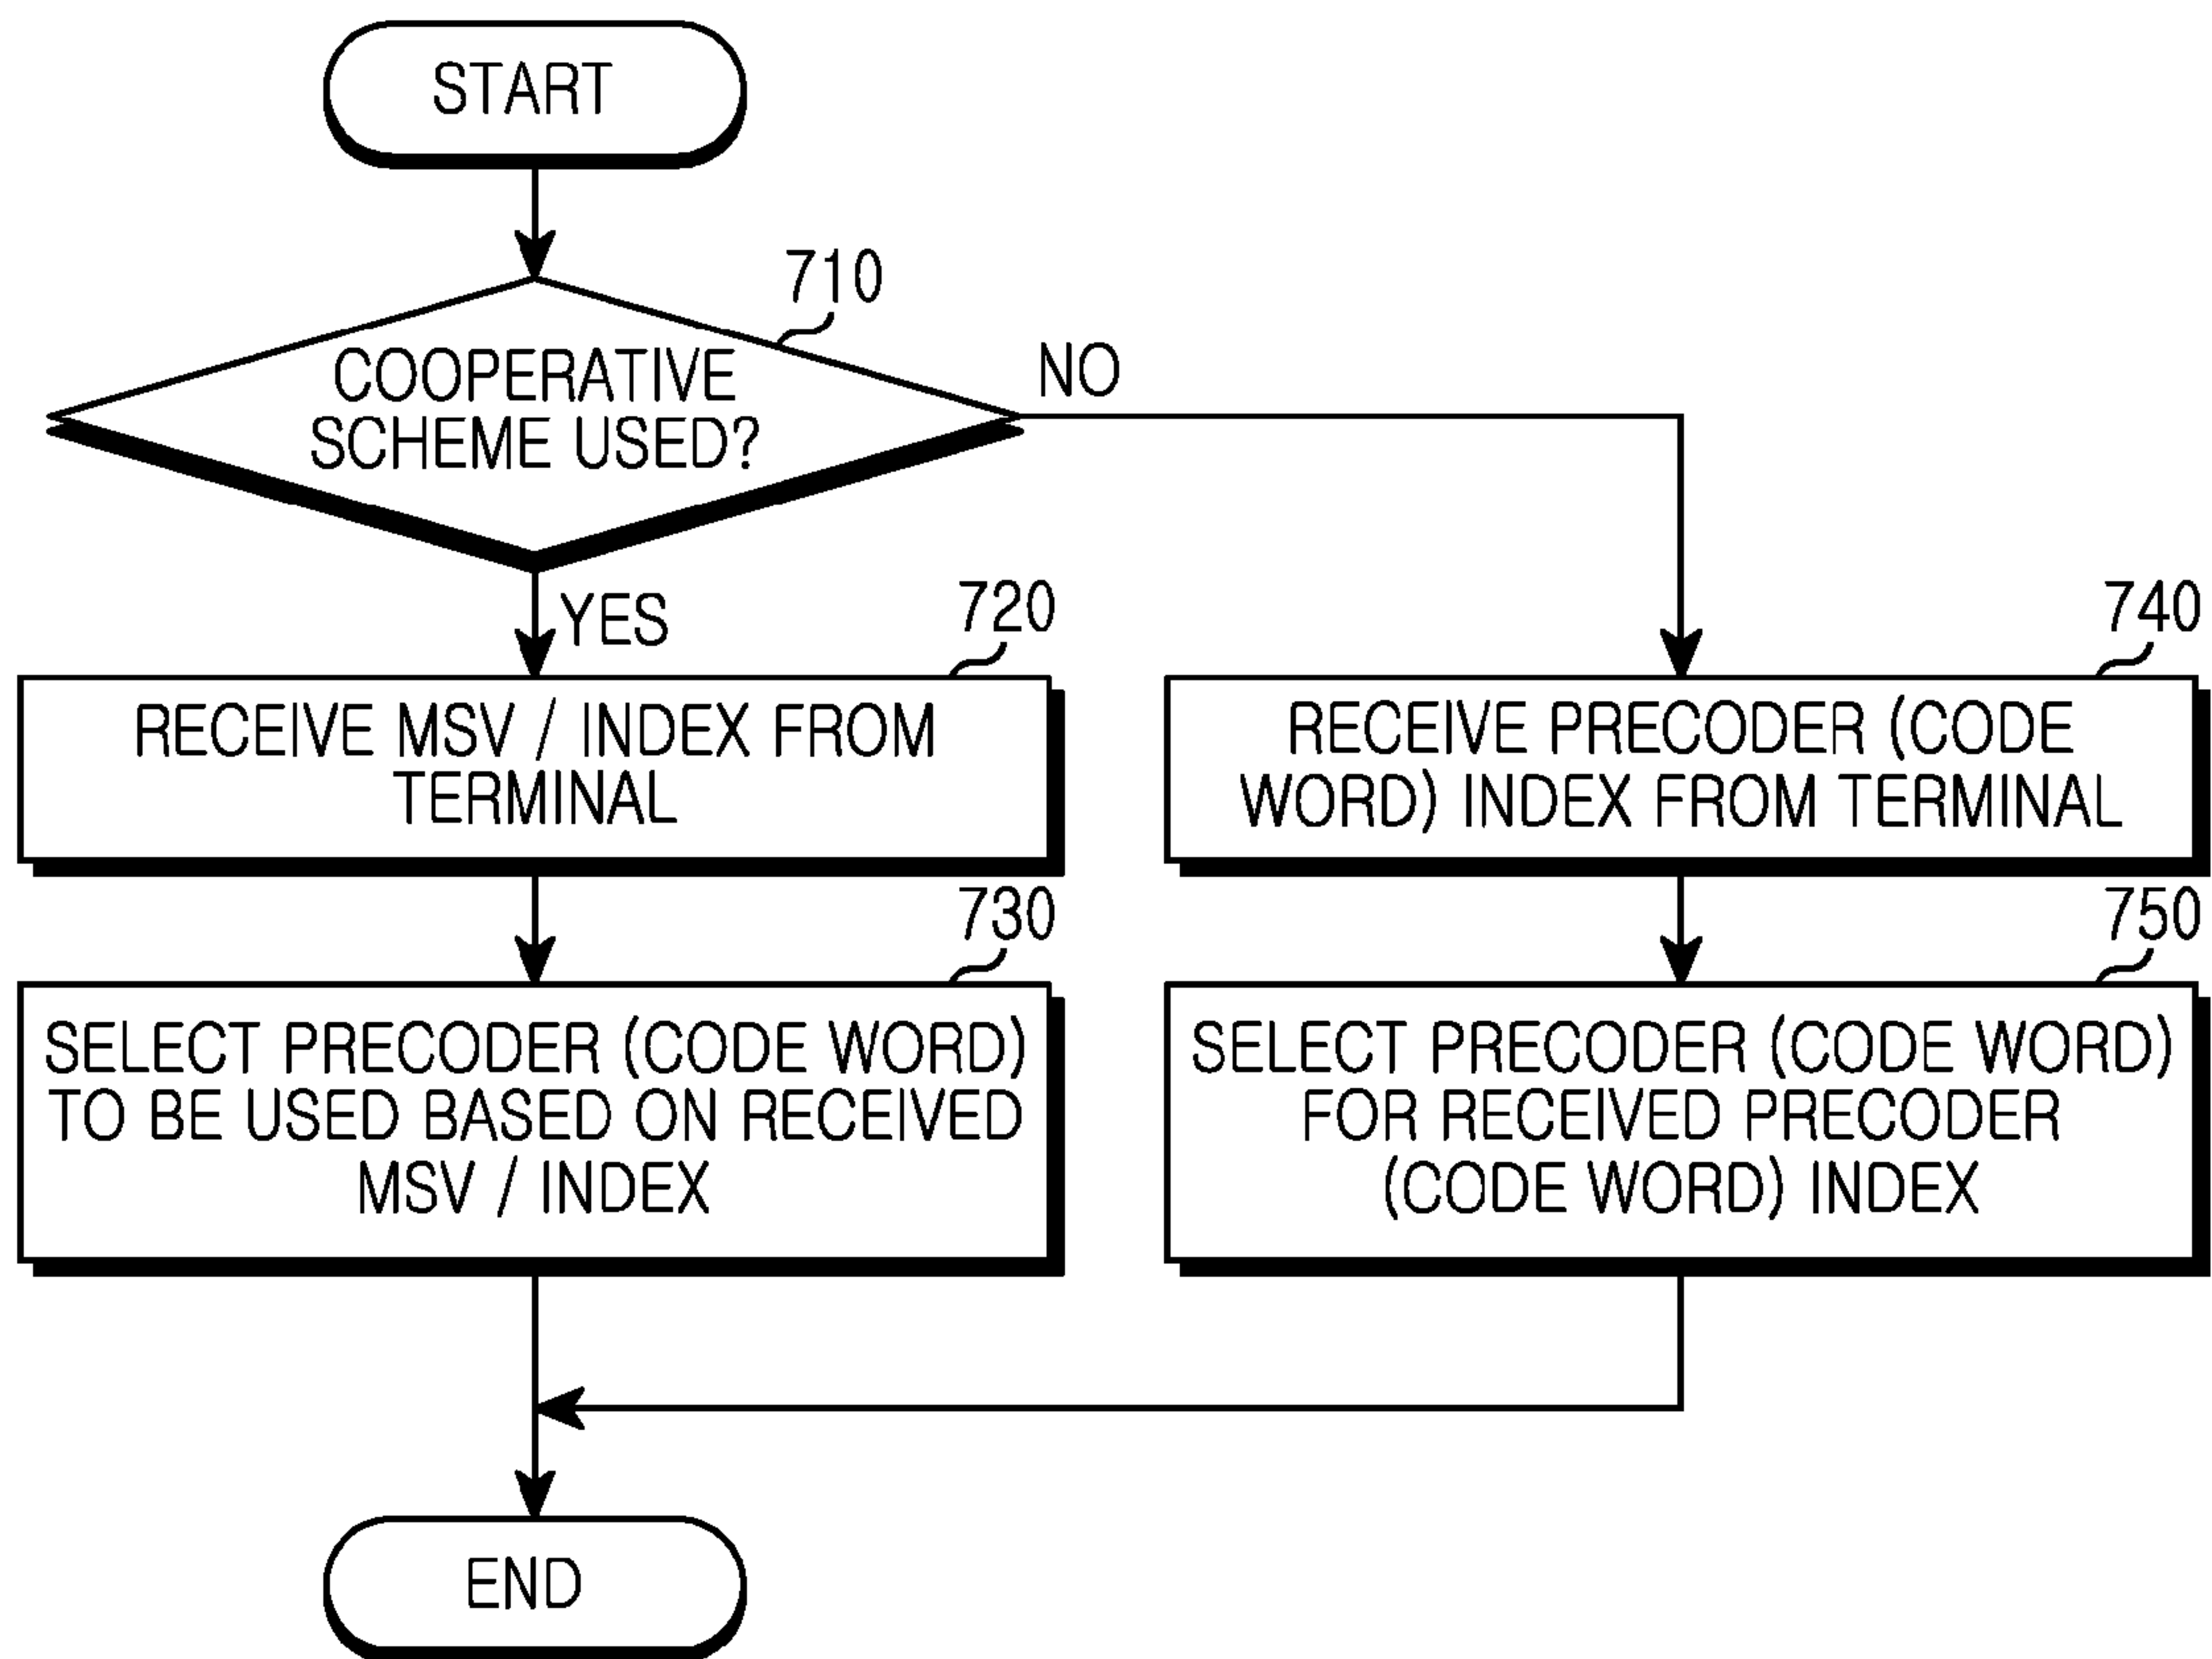 START
710
COOPERATIVE
SCHEME USED?
NO
YES
720
RECEIVE MSV / INDEX FROM
TERMINAL
740
RECEIVE PRECODER (CODE
WORD) INDEX FROM TERMINAL
730
SELECT PRECODER (CODE WORD)
TO BE USED BASED ON RECEIVED
MSV / INDEX
750
SELECT PRECODER (CODE WORD)
FOR RECEIVED PRECODER
(CODE WORD) INDEX
END